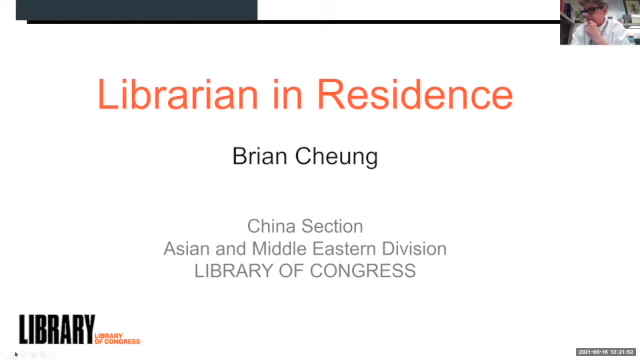 Librarian in Residence
Brian Cheung
China Section
Asian and Middle Eastern Division
LIBRARY OF CONGRESS
LIBRARY
LIBRARY
OF CONGRESS
2021-03-16 12:21:52